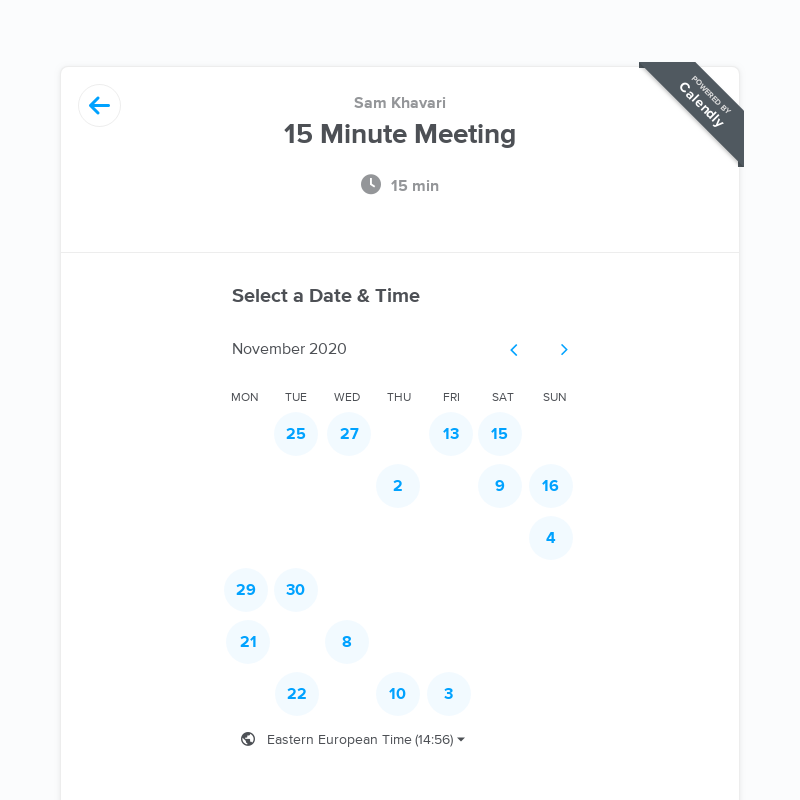 Sam Khavari
POWERED BY
Calendly
15 Minute Meeting
15 min
Select a Date & Time
November 2020
MON TUE WED THU FRI SAT SUN
25 27 13 15
2 9 16
4
29 30
21 8
22 10 3
Eastern European Time (14:56)